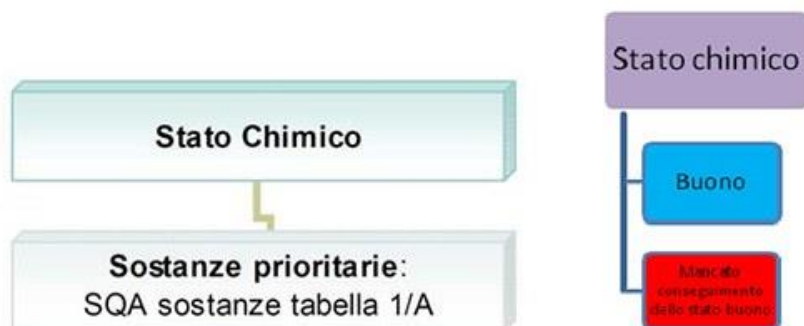 Stato Chimico
Sostanze prioritarie:
SQA sostanze tabella 1/A
Stato chimico
Buono
Mancato
conseguimento
dello stato buono